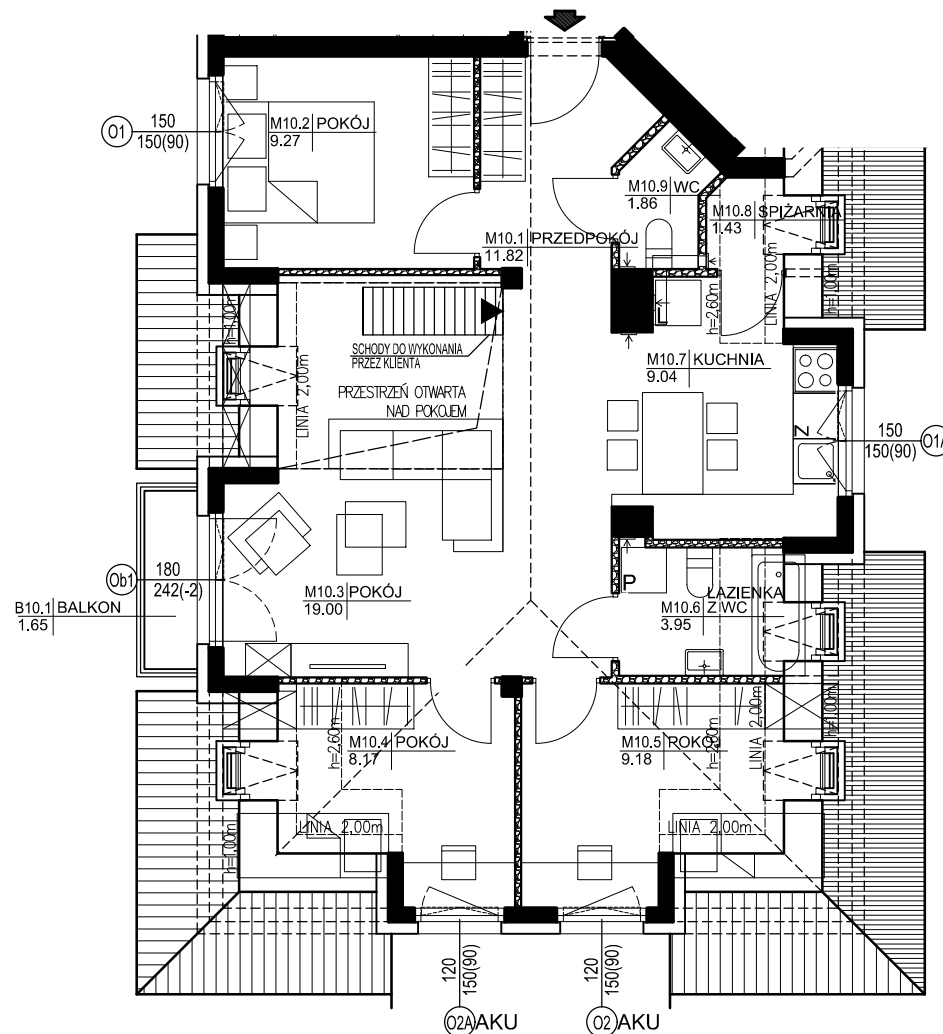 O1
150
150(90)
M10.2 POKÓJ
9.27
M10.9 WC
1.86
M10.8 SPIŻARNIA
1.43
M10.1 PRZEDPOKÓJ
11.82
h=1,00m
LINIA 2,00m
h=2,60m
LINIA 2,00m
h=1,00m
SCHODY DO WYKONANIA
PRZEZ KLIENTA
PRZESTRZEŃ OTWARTA
NAD POKOJEM
L
M10.7 KUCHNIA
9.04
Z
150
150(90)
O1A
Ob1
180
242(-2)
B10.1 BALKON
1.65
M10.3 POKÓJ
19.00
P
M10.6 ŁAZIENKA
Z WC
3.95
M10.4 POKÓJ
8.17
h=2,60m
M10.5 POKÓJ
9.18
h=2,60m
LINIA 2,00m
h=1,00m
LINIA 2,00m
LINIA 2,00m
h=1,00m
120
150(90)
120
150(90)
O2A AKU
O2 AKU